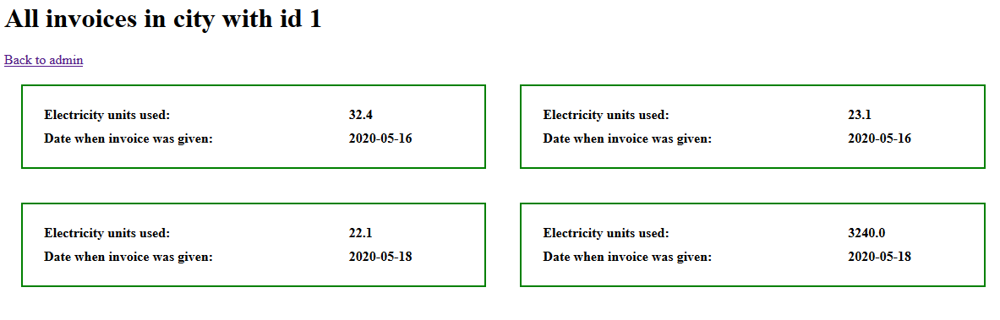 All invoices in city with id 1
Back to admin
Electricity units used: 32.4
Date when invoice was given: 2020-05-16
Electricity units used: 23.1
Date when invoice was given: 2020-05-16
Electricity units used: 22.1
Date when invoice was given: 2020-05-18
Electricity units used: 3240.0
Date when invoice was given: 2020-05-18